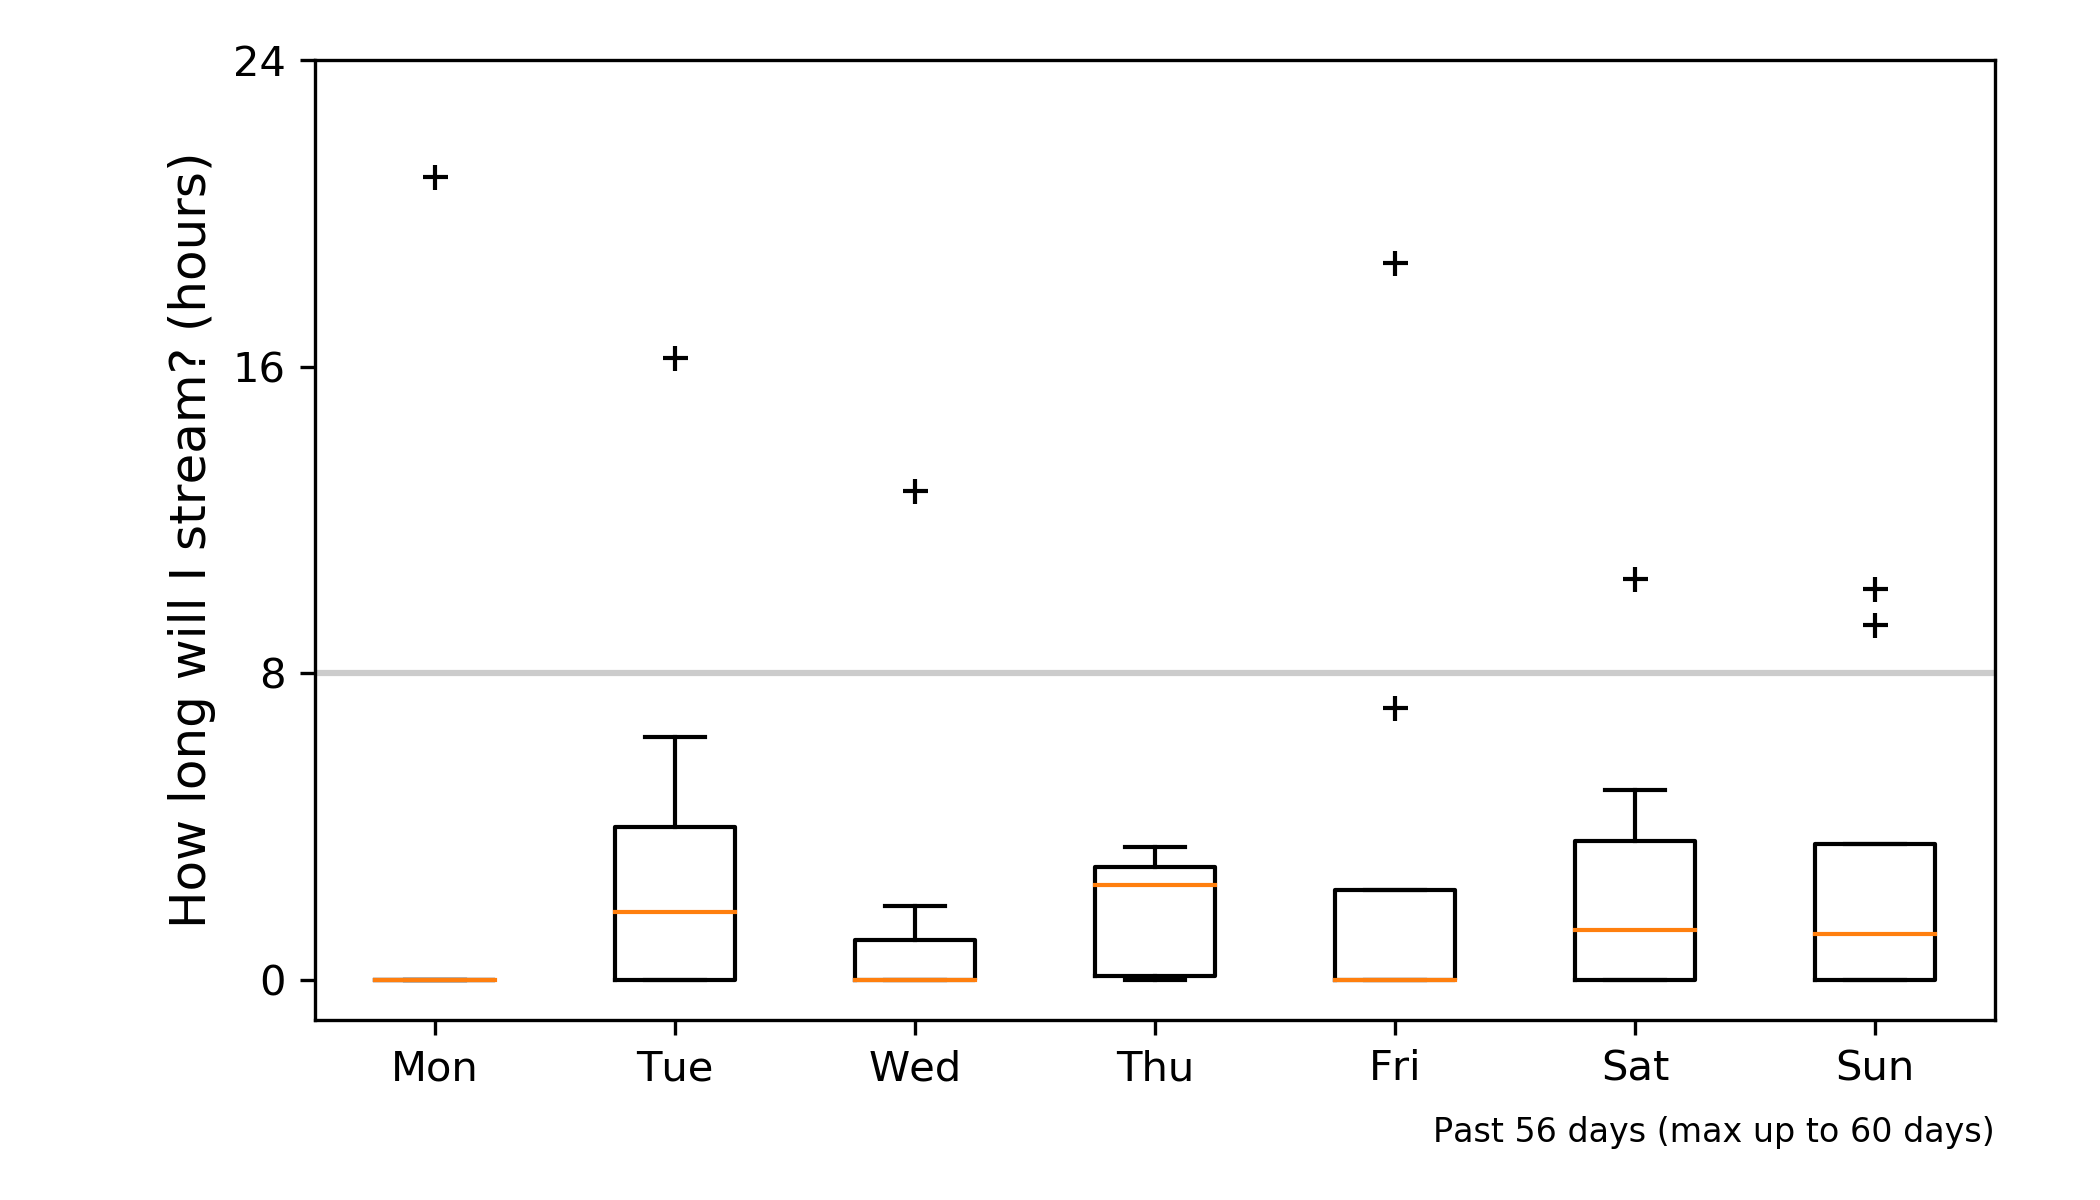 How long will I stream? (hours)
24
16
8
0
Mon Tue Wed Thu Fri Sat Sun
Past 56 days (max up to 60 days)